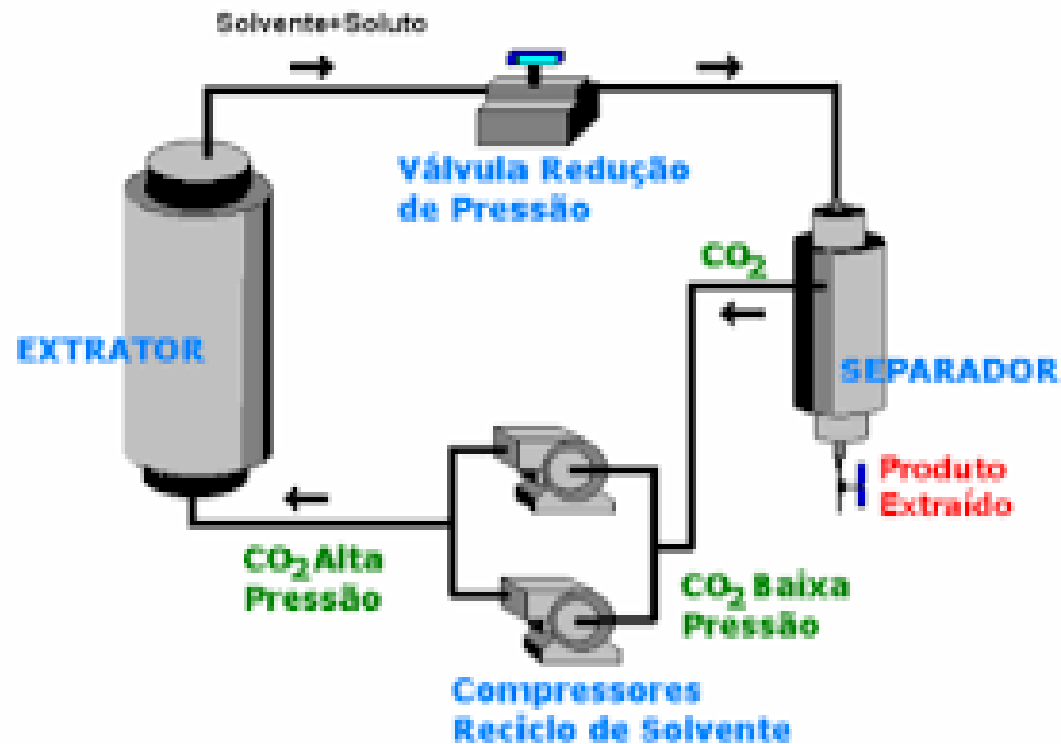 Solvente+Soluto
Válvula Redução
de Pressão
CO2
EXTRATOR
SEPARADOR
Produto
Extraído
CO2 Alta
Pressão
CO2 Baixa
Pressão
Compressores
Reciclo de Solvente